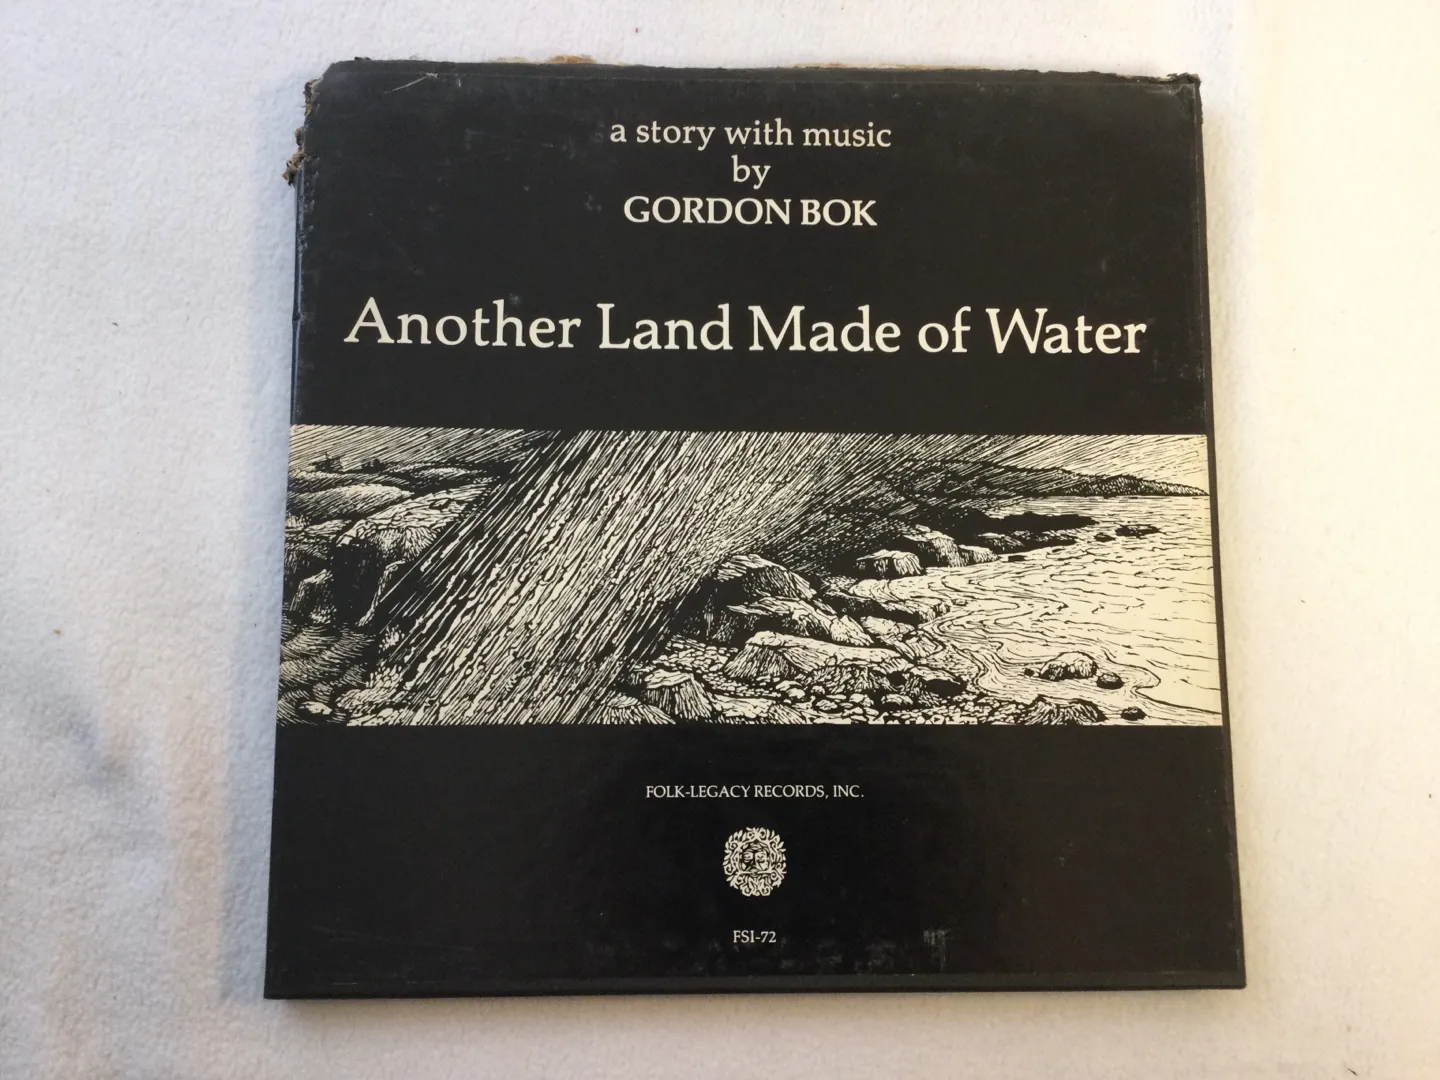 a story with music
by
GORDON BOK
Another Land Made of Water
FOLK-LEGACY RECORDS, INC.
FSI-72